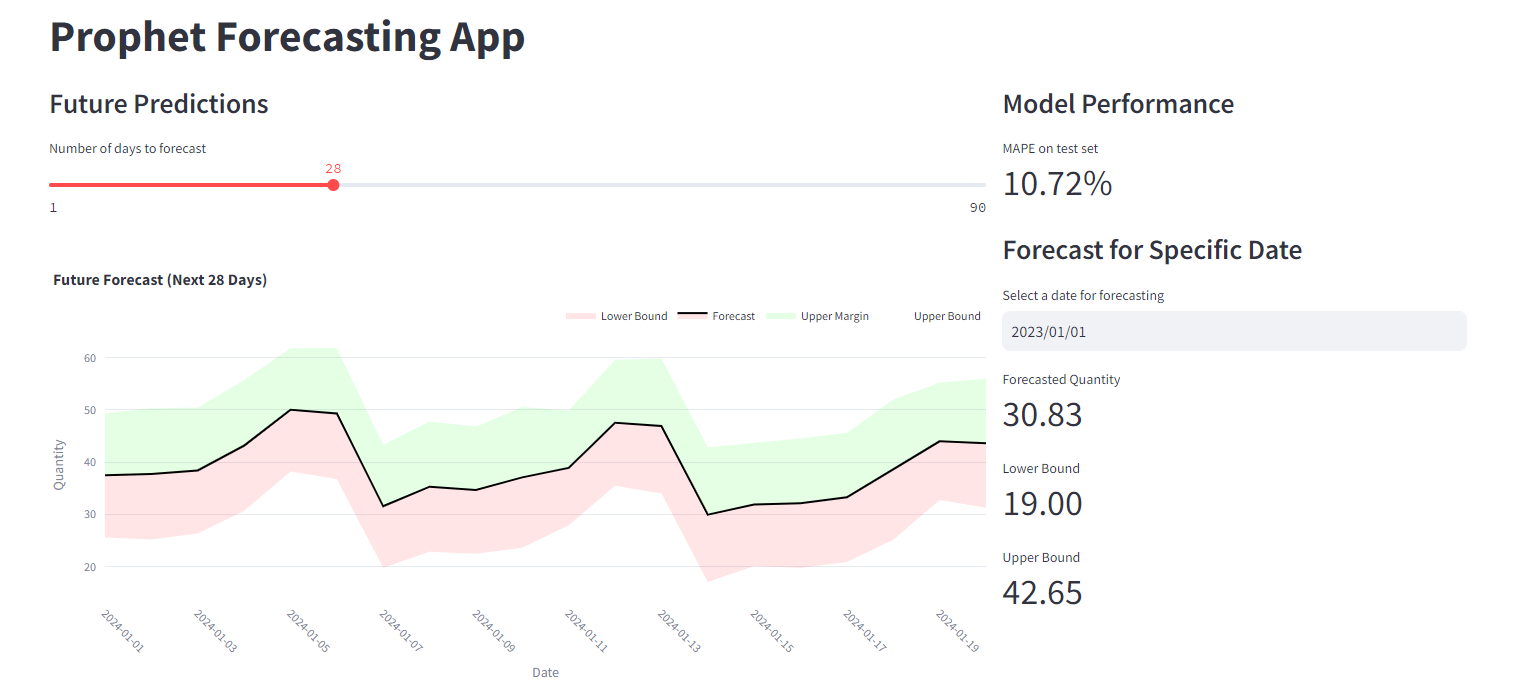 Prophet Forecasting App
Future Predictions
Number of days to forecast
28
1
90
Future Forecast (Next 28 Days)
Lower Bound
Forecast
Upper Margin
Upper Bound
60
50
40
30
20
Quantity
2024-01-01
2024-01-03
2024-01-05
2024-01-07
2024-01-09
2024-01-11
2024-01-13
2024-01-15
2024-01-17
2024-01-19
Date
Model Performance
MAPE on test set
10.72%
Forecast for Specific Date
Select a date for forecasting
2023/01/01
Forecasted Quantity
30.83
Lower Bound
19.00
Upper Bound
42.65